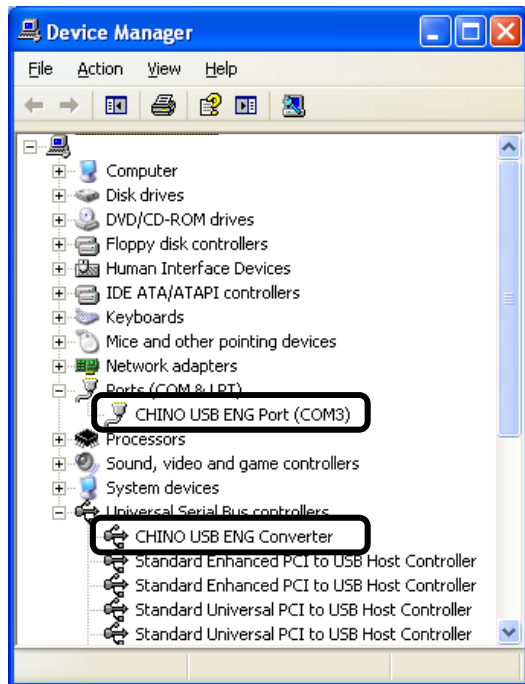 Device Manager
File Action View Help
Computer
Disk drives
DVD/CD-ROM drives
Floppy disk controllers
Human Interface Devices
IDE ATA/ATAPI controllers
Keyboards
Mice and other pointing devices
Network adapters
Ports (COM & LPT)
CHINO USB ENG Port (COM3)
Processors
Sound, video and game controllers
System devices
Universal Serial Bus controllers
CHINO USB ENG Converter
Standard Enhanced PCI to USB Host Controller
Standard Enhanced PCI to USB Host Controller
Standard Universal PCI to USB Host Controller
Standard Universal PCI to USB Host Controller